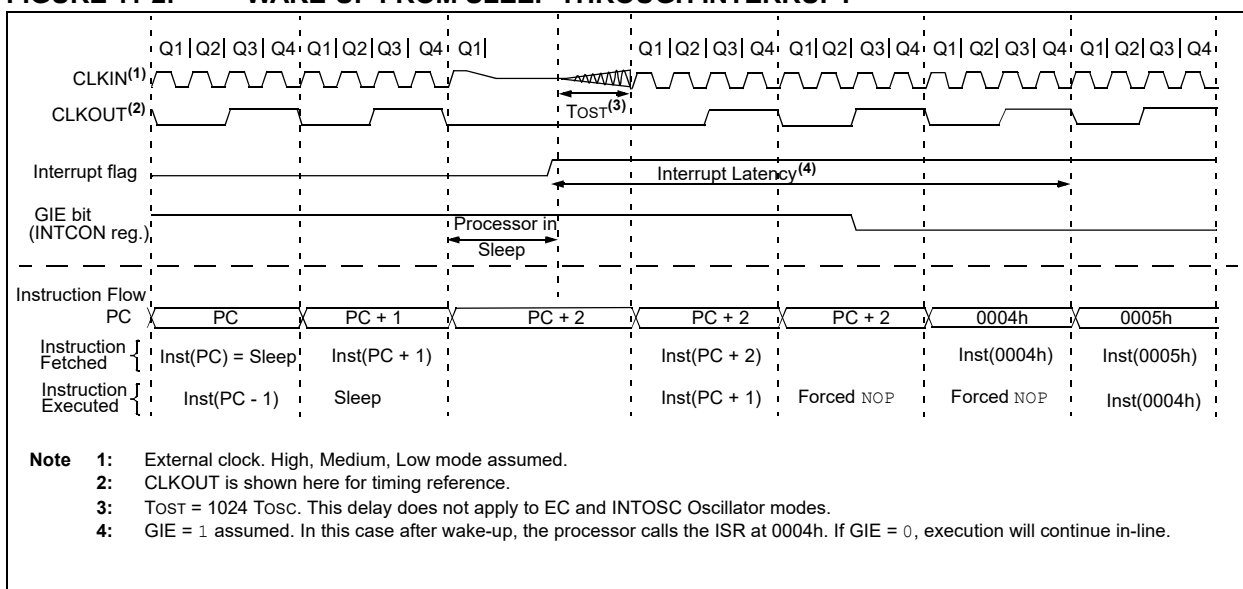 FIGURE 11-2: WAKE-UP FROM SLEEP THROUGH INTERRUPT
Q1 Q2 Q3 Q4 Q1 Q2 Q3 Q4 Q1 Q1 Q2 Q3 Q4 Q1 Q2 Q3 Q4 Q1 Q2 Q3 Q4 Q1 Q2 Q3 Q4
CLKIN(1)
CLKOUT(2)
TOST(3)
Interrupt flag
Interrupt Latency(4)
GIE bit
(INTCON reg.)
Processor in
Sleep
Instruction Flow
PC PC PC + 1 PC + 2 PC + 2 PC + 2 0004h 0005h
Instruction
Fetched
Inst(PC) = Sleep Inst(PC + 1) Inst(PC + 2) Inst(0004h) Inst(0005h)
Instruction
Executed
Inst(PC - 1) Sleep Inst(PC + 1) Forced NOP Forced NOP Inst(0004h)
Note 1: External clock. High, Medium, Low mode assumed.
2: CLKOUT is shown here for timing reference.
3: TOST = 1024 TOSC. This delay does not apply to EC and INTOSC Oscillator modes.
4: GIE = 1 assumed. In this case after wake-up, the processor calls the ISR at 0004h. If GIE = 0, execution will continue in-line.